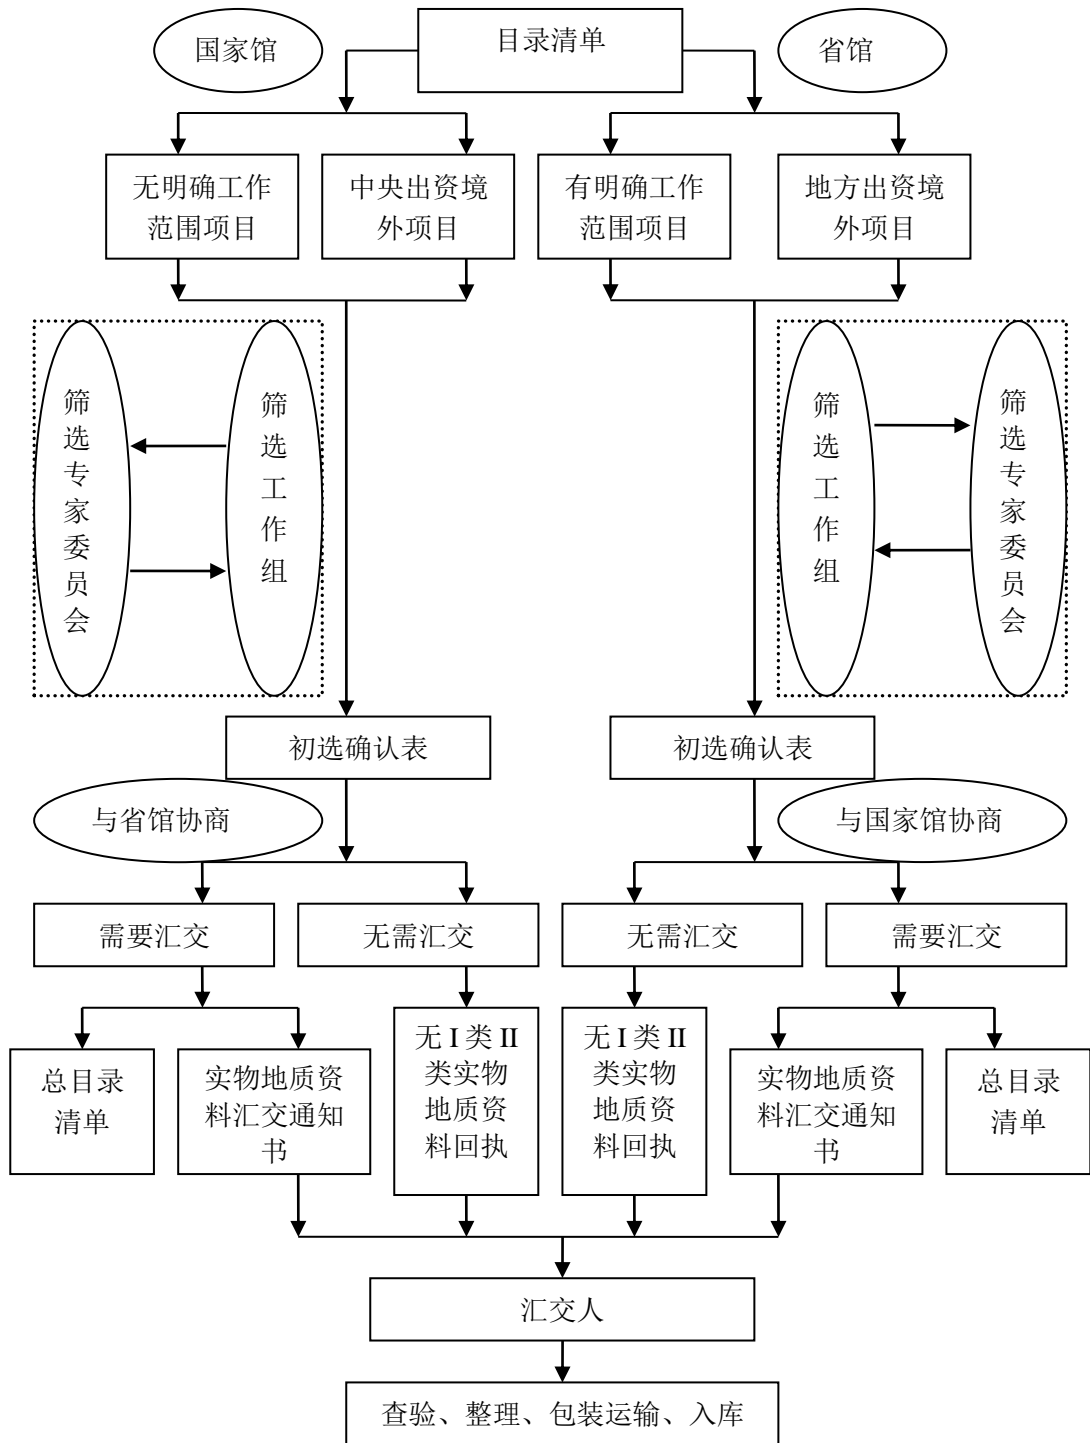 国家馆
目录清单
省馆
无明确工作
范围项目
中央出资境
外项目
有明确工作
范围项目
地方出资境
外项目
筛选专家委员会
筛选工作组
筛选工作组
筛选专家委员会
初选确认表
初选确认表
与省馆协商
与国家馆协商
需要汇交
无需汇交
无需汇交
需要汇交
总目录
清单
实物地质资
料汇交通知
书
无 I 类 II
类实物
地质资
料回执
无 I 类 II
类实物
地质资
料回执
实物地质资
料汇交通知
书
总目录
清单
汇交人
查验、整理、包装运输、入库